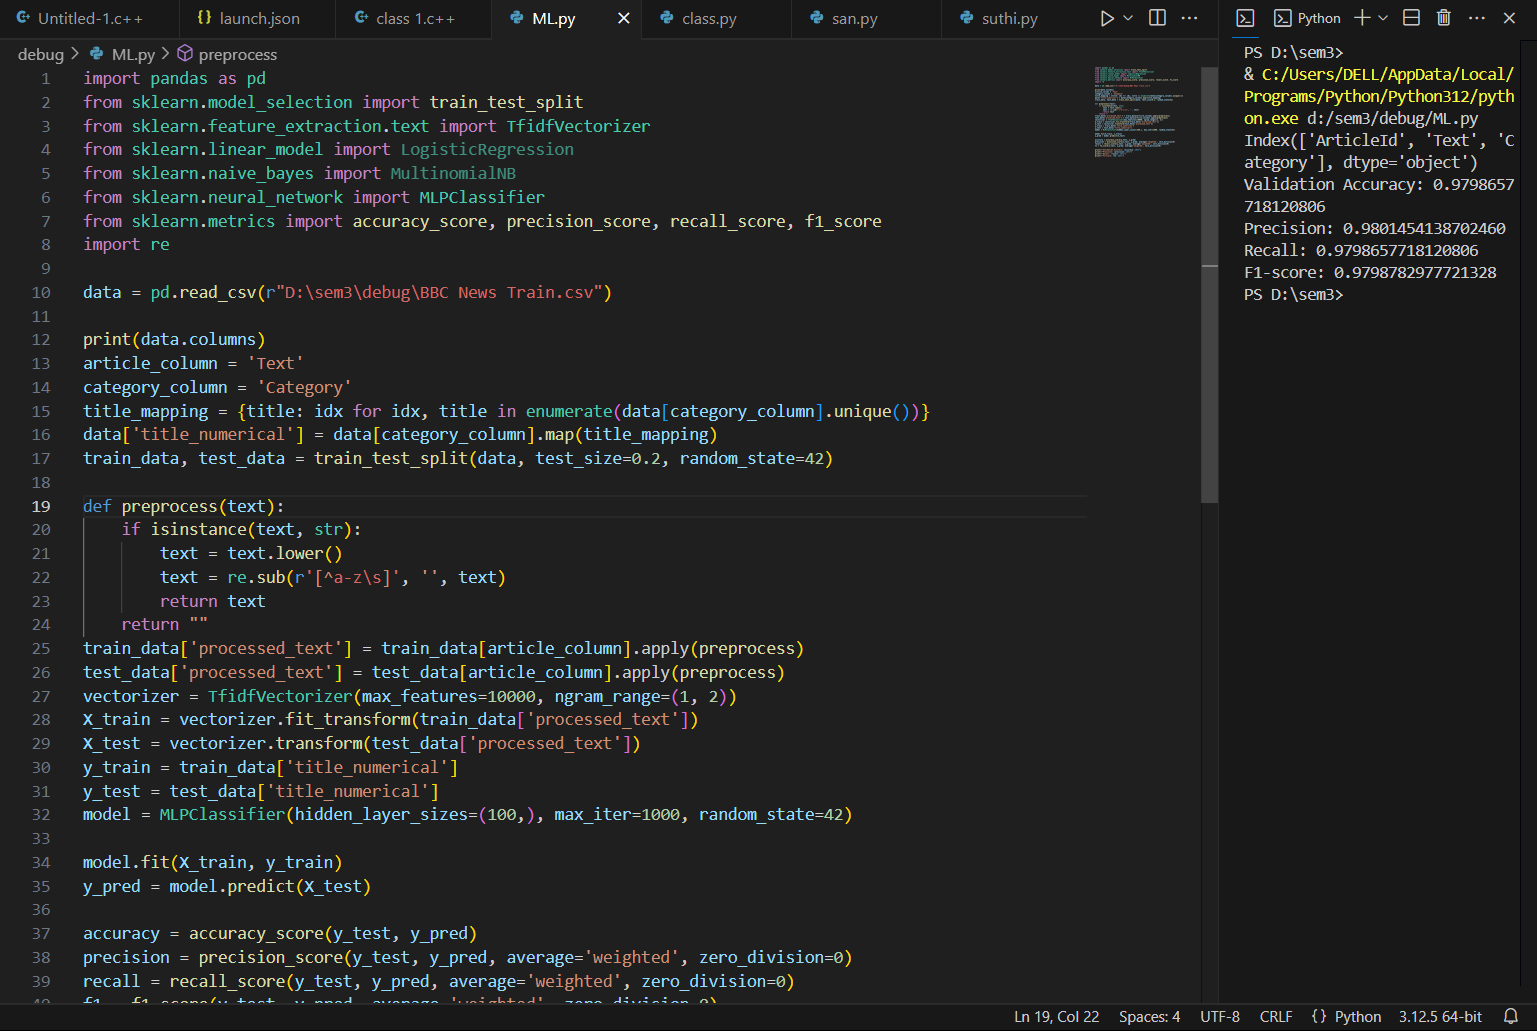 Untitled-1.c++
launch.json
class 1.c++
ML.py
class.py
san.py
suthi.py
debug > ML.py > preprocess
1 import pandas as pd
2 from sklearn.model_selection import train_test_split
3 from sklearn.feature_extraction.text import TfidfVectorizer
4 from sklearn.linear_model import LogisticRegression
5 from sklearn.naive_bayes import MultinomialNB
6 from sklearn.neural_network import MLPClassifier
7 from sklearn.metrics import accuracy_score, precision_score, recall_score, f1_score
8 import re
9
10 data = pd.read_csv(r"D:\sem3\debug\BBC News Train.csv")
11
12 print(data.columns)
13 article_column = 'Text'
14 category_column = 'Category'
15 title_mapping = {title: idx for idx, title in enumerate(data[category_column].unique())}
16 data['title_numerical'] = data[category_column].map(title_mapping)
17 train_data, test_data = train_test_split(data, test_size=0.2, random_state=42)
18
19 def preprocess(text):
20     if isinstance(text, str):
21         text = text.lower()
22         text = re.sub(r'[^a-z\s]', '', text)
23         return text
24     return ""
25 train_data['processed_text'] = train_data[article_column].apply(preprocess)
26 test_data['processed_text'] = test_data[article_column].apply(preprocess)
27 vectorizer = TfidfVectorizer(max_features=10000, ngram_range=(1, 2))
28 X_train = vectorizer.fit_transform(train_data['processed_text'])
29 X_test = vectorizer.transform(test_data['processed_text'])
30 y_train = train_data['title_numerical']
31 y_test = test_data['title_numerical']
32 model = MLPClassifier(hidden_layer_sizes=(100,), max_iter=1000, random_state=42)
33
34 model.fit(X_train, y_train)
35 y_pred = model.predict(X_test)
36
37 accuracy = accuracy_score(y_test, y_pred)
38 precision = precision_score(y_test, y_pred, average='weighted', zero_division=0)
39 recall = recall_score(y_test, y_pred, average='weighted', zero_division=0)
40 f1 = f1_score(y_test, y_pred, average='weighted', zero_division=0)
Python
PS D:\sem3>
& C:/Users/DELL/AppData/Local/
Programs/Python/Python312/pyth
on.exe d:/sem3/debug/ML.py
Index(['ArticleId', 'Text', 'C
ategory'], dtype='object')
Validation Accuracy: 0.9798657
718120806
Precision: 0.9801454138702460
Recall: 0.9798657718120806
F1-score: 0.9798782977721328
PS D:\sem3>
Ln 19, Col 22 Spaces: 4 UTF-8 CRLF {} Python 3.12.5 64-bit